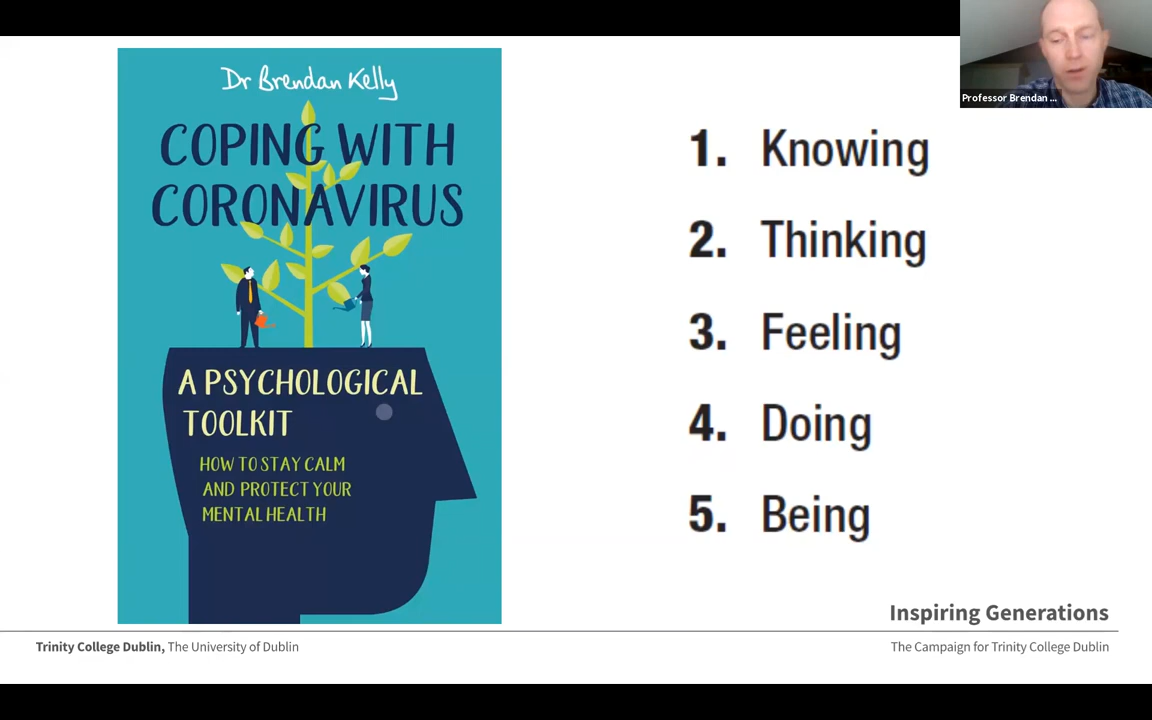 Dr Brendan Kelly
COPING WITH
CORONAVIRUS
A PSYCHOLOGICAL
TOOLKIT
HOW TO STAY CALM
AND PROTECT YOUR
MENTAL HEALTH
Professor Brendan ...
1. Knowing
2. Thinking
3. Feeling
4. Doing
5. Being
Inspiring Generations
Trinity College Dublin, The University of Dublin
The Campaign for Trinity College Dublin